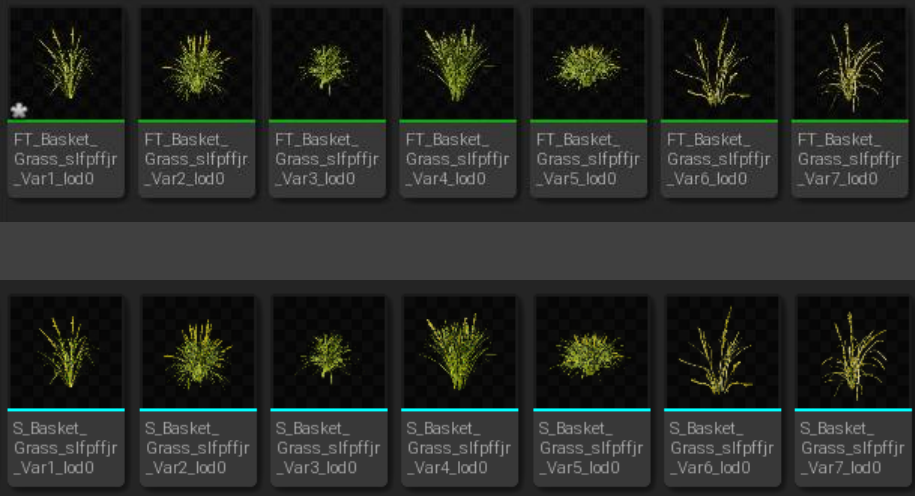 FT_Basket_
Grass_slfpffjr
_Var1_lod0
FT_Basket_
Grass_slfpffjr
_Var2_lod0
FT_Basket_
Grass_slfpffjr
_Var3_lod0
FT_Basket_
Grass_slfpffjr
_Var4_lod0
FT_Basket_
Grass_slfpffjr
_Var5_lod0
FT_Basket_
Grass_slfpffjr
_Var6_lod0
FT_Basket_
Grass_slfpffjr
_Var7_lod0
S_Basket_
Grass_slfpffjr
_Var1_lod0
S_Basket_
Grass_slfpffjr
_Var2_lod0
S_Basket_
Grass_slfpffjr
_Var3_lod0
S_Basket_
Grass_slfpffjr
_Var4_lod0
S_Basket_
Grass_slfpffjr
_Var5_lod0
S_Basket_
Grass_slfpffjr
_Var6_lod0
S_Basket_
Grass_slfpffjr
_Var7_lod0